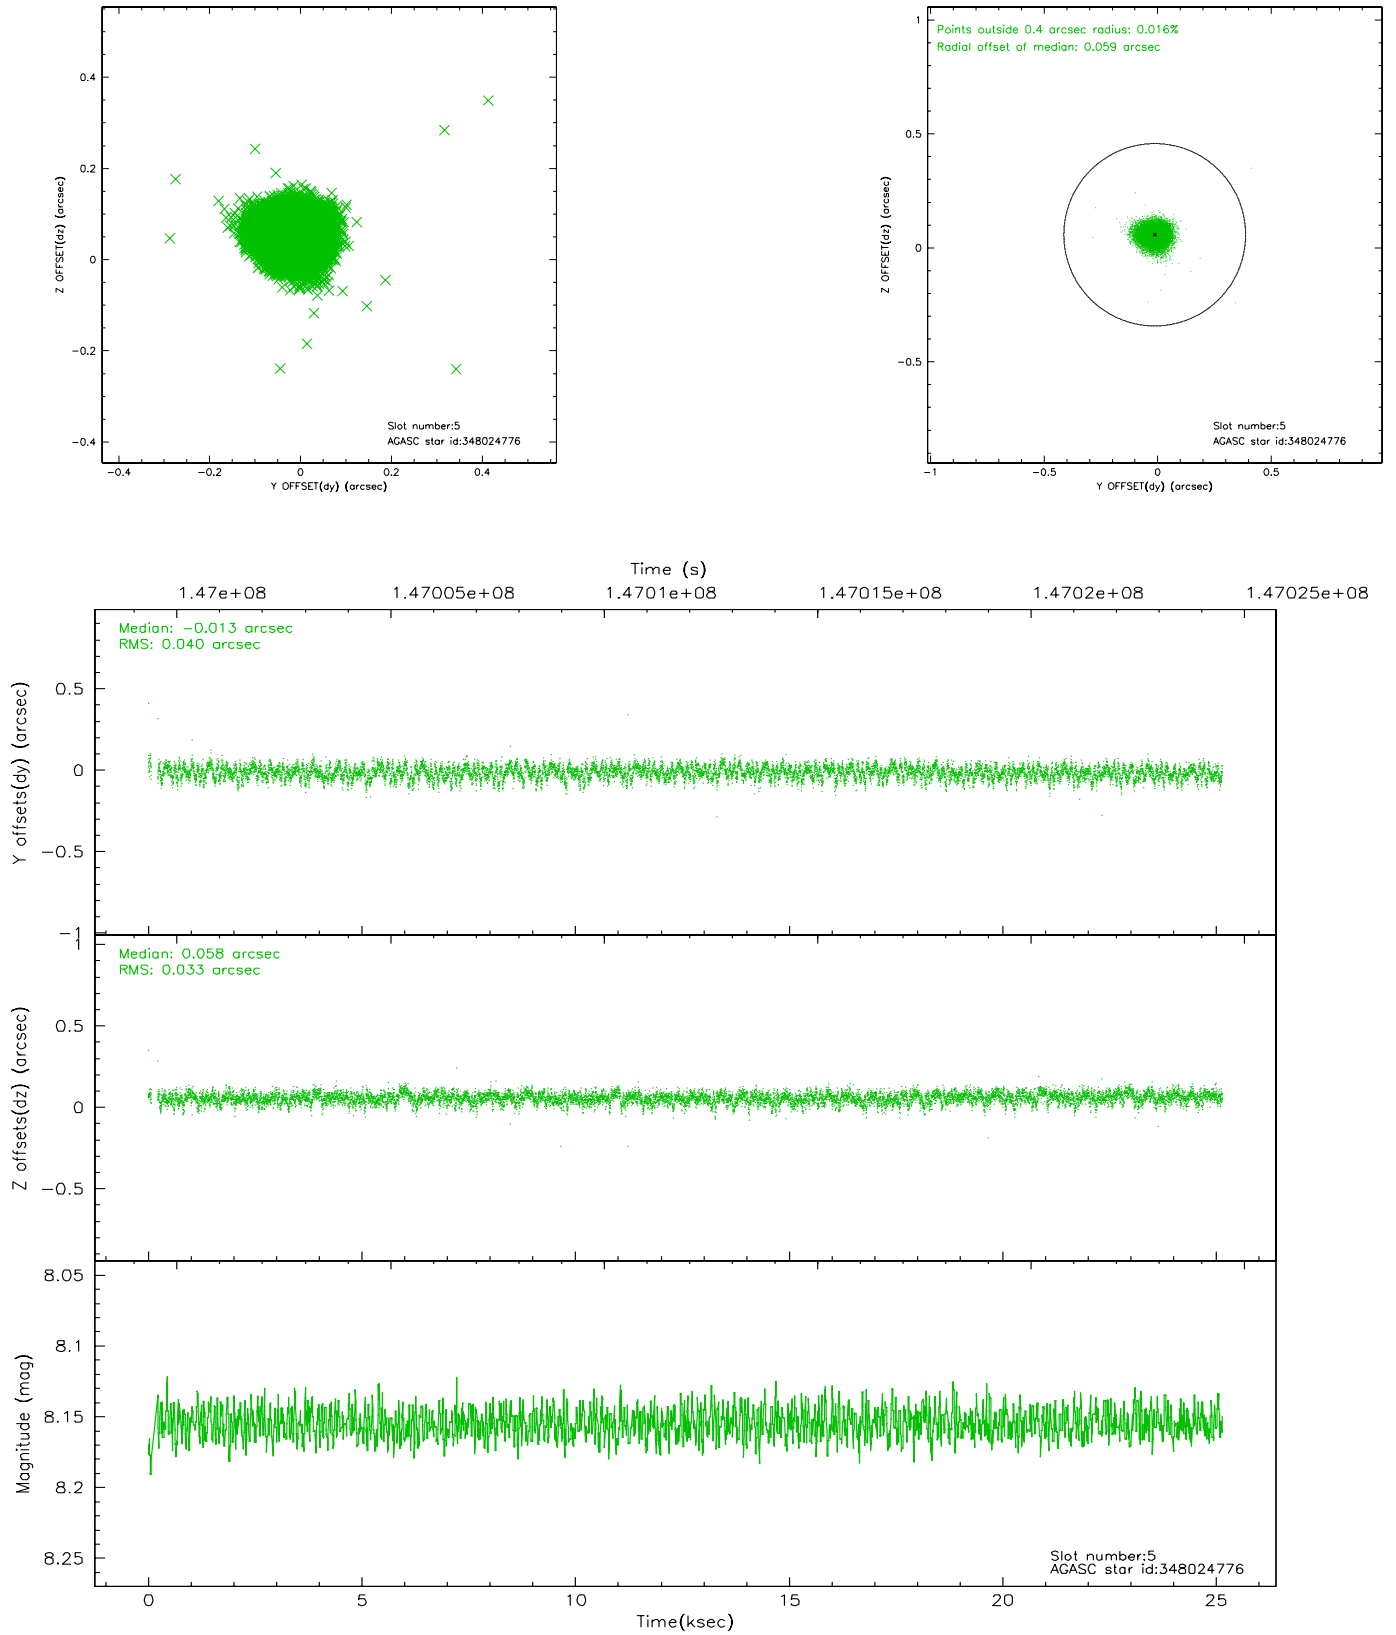 0.4
0.2
0
-0.2
-0.4
-0.4
-0.2
0
0.2
0.4
Z OFFSET(dz) (arcsec)
Y OFFSET(dy) (arcsec)
Slot number:5
AGASC star id:348024776
Points outside 0.4 arcsec radius: 0.016%
Radial offset of median: 0.059 arcsec
1
0.5
0
-0.5
-1
-0.5
0
0.5
Z OFFSET(dz) (arcsec)
Y OFFSET(dy) (arcsec)
Slot number:5
AGASC star id:348024776
Time (s)
1.47e+08 1.47005e+08 1.4701e+08 1.47015e+08 1.4702e+08 1.47025e+08
Median: -0.013 arcsec
RMS: 0.040 arcsec
0.5
0
-0.5
-1
Y offsets(dy) (arcsec)
Median: 0.058 arcsec
RMS: 0.033 arcsec
1
0.5
0
-0.5
Z offsets(dz) (arcsec)
8.05
8.1
8.15
8.2
8.25
Magnitude (mag)
Slot number:5
AGASC star id:348024776
0 5 10 15 20 25
Time(ksec)